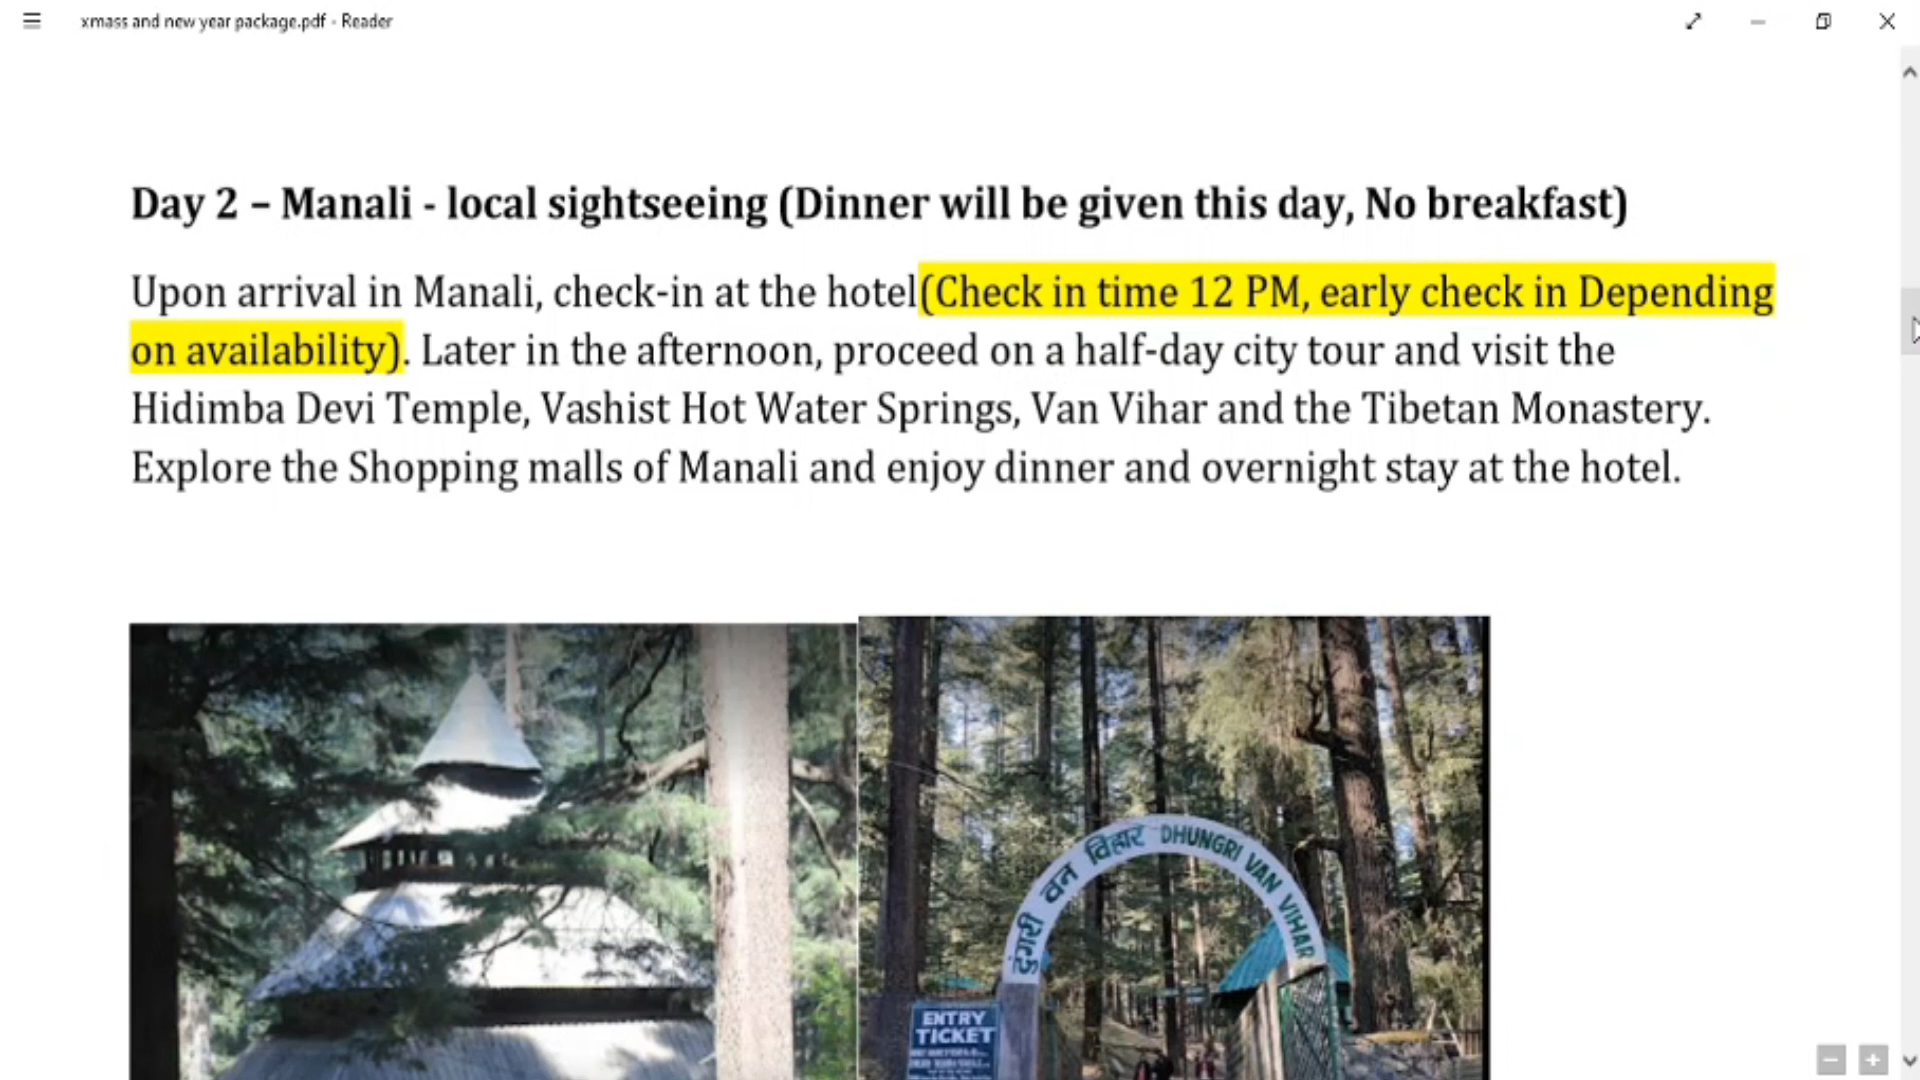 xmass and new year package.pdf - Reader
Day 2 – Manali - local sightseeing (Dinner will be given this day, No breakfast)
Upon arrival in Manali, check-in at the hotel(Check in time 12 PM, early check in Depending
on availability). Later in the afternoon, proceed on a half-day city tour and visit the
Hidimba Devi Temple, Vashist Hot Water Springs, Van Vihar and the Tibetan Monastery.
Explore the Shopping malls of Manali and enjoy dinner and overnight stay at the hotel.
ढुंगरी वन विहार DHUNGRI VAN VIHAR
ENTRY
TICKET